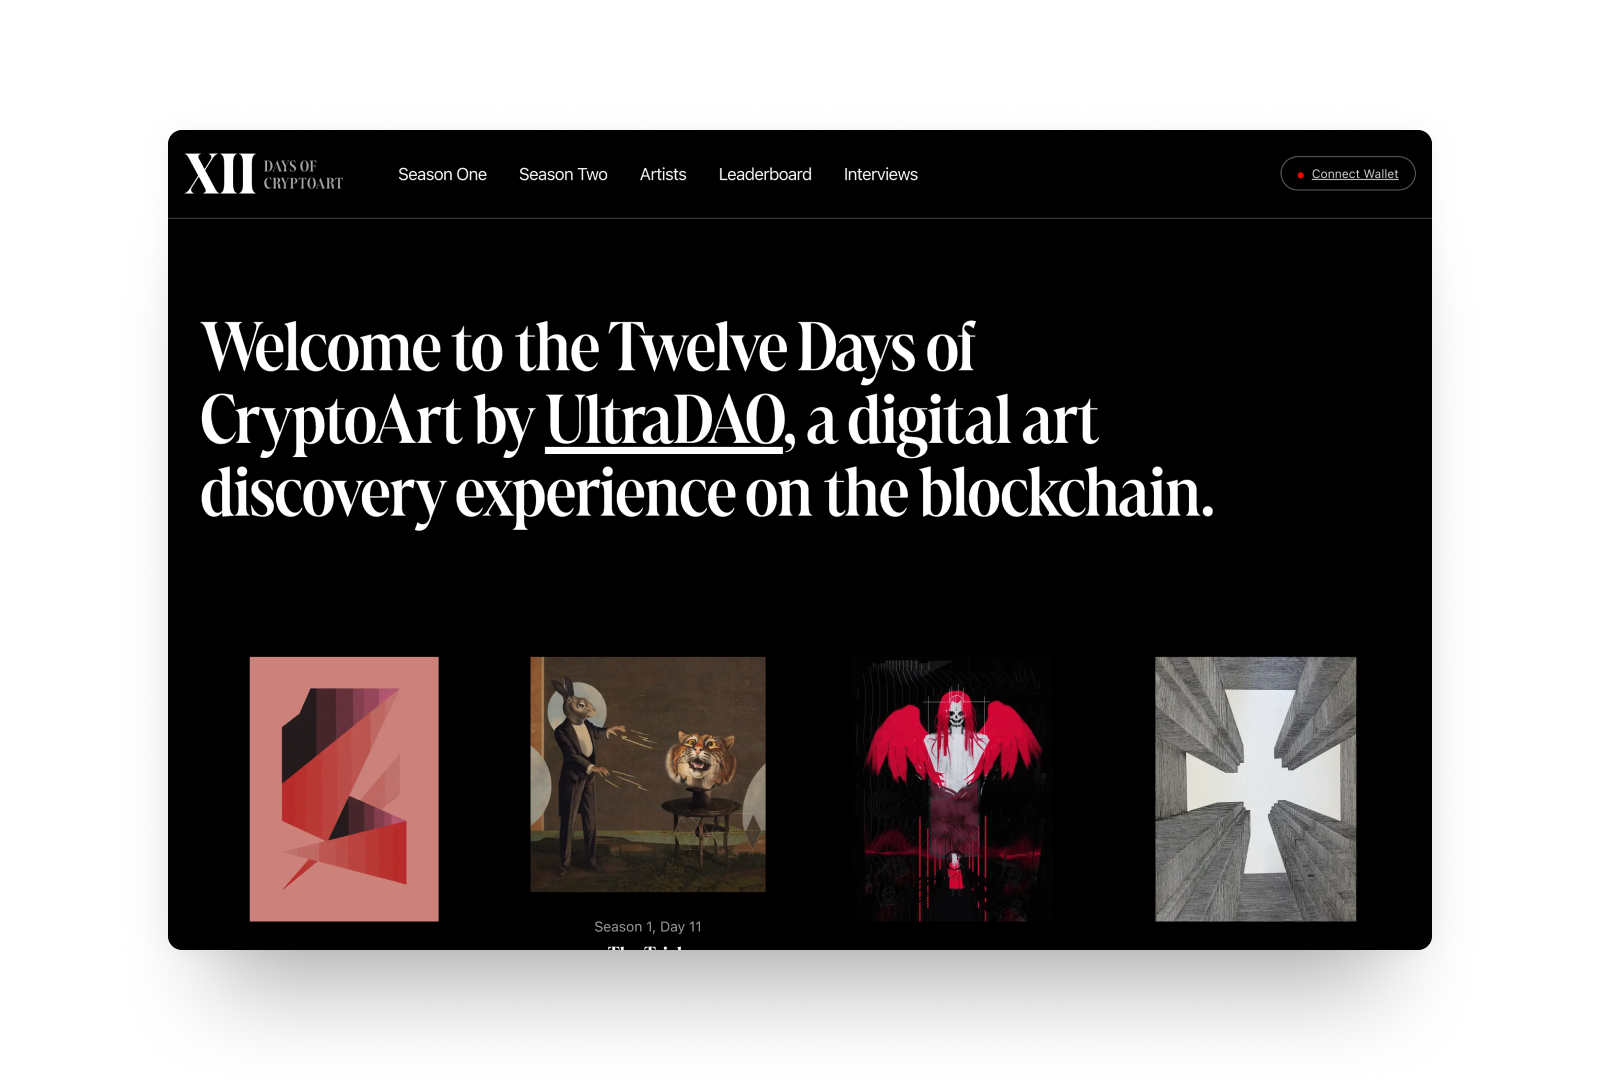 XII
DAYS OF
CRYPTOART
Season One
Season Two
Artists
Leaderboard
Interviews
Connect Wallet
Welcome to the Twelve Days of
CryptoArt by UltraDAO, a digital art
discovery experience on the blockchain.
Season 1, Day 11